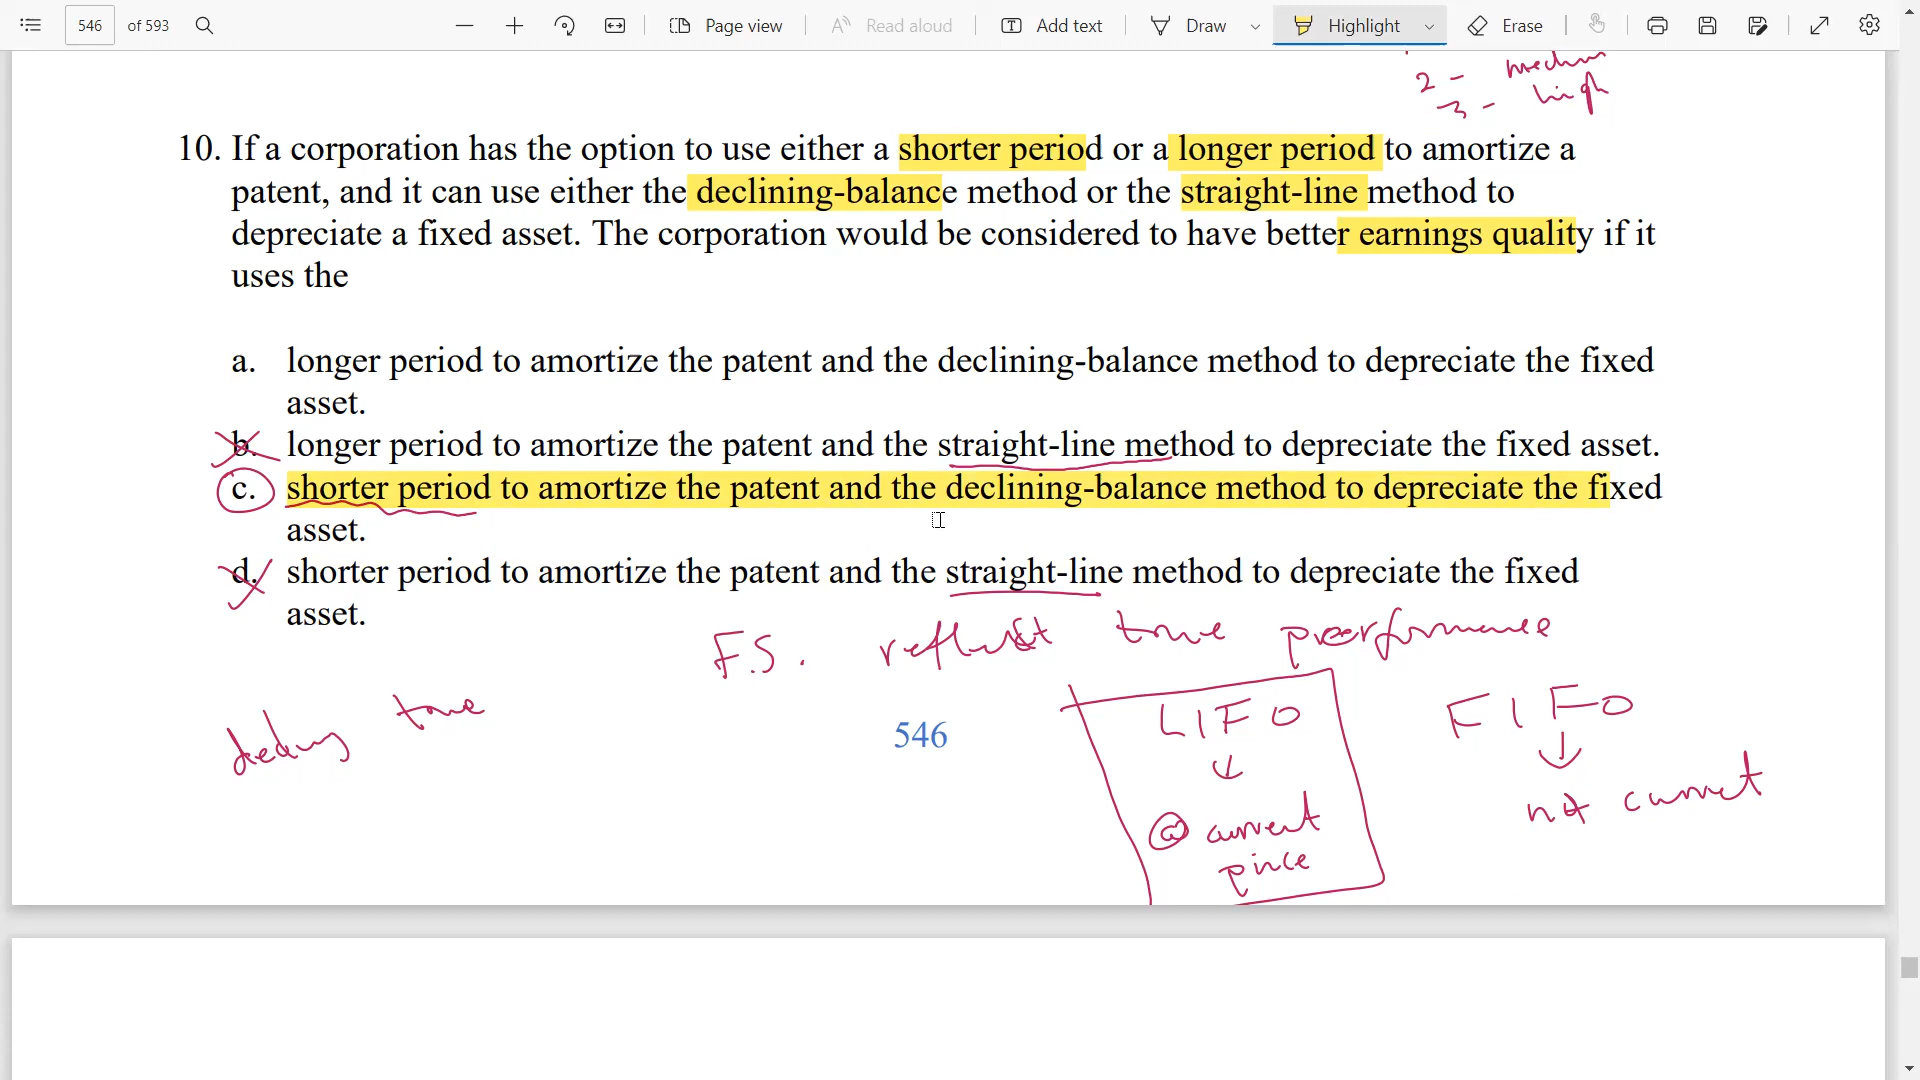 546 of 593 Page view Read aloud Add text Draw Highlight Erase
2 - medium
3 - high
10. If a corporation has the option to use either a shorter period or a longer period to amortize a
patent, and it can use either the declining-balance method or the straight-line method to
depreciate a fixed asset. The corporation would be considered to have better earnings quality if it
uses the
a. longer period to amortize the patent and the declining-balance method to depreciate the fixed
asset.
b. longer period to amortize the patent and the straight-line method to depreciate the fixed asset.
c. shorter period to amortize the patent and the declining-balance method to depreciate the fixed
asset.
d. shorter period to amortize the patent and the straight-line method to depreciate the fixed
asset.
F.S. reflect true performance
546
LIFO
@ current
price
FIFO
not current